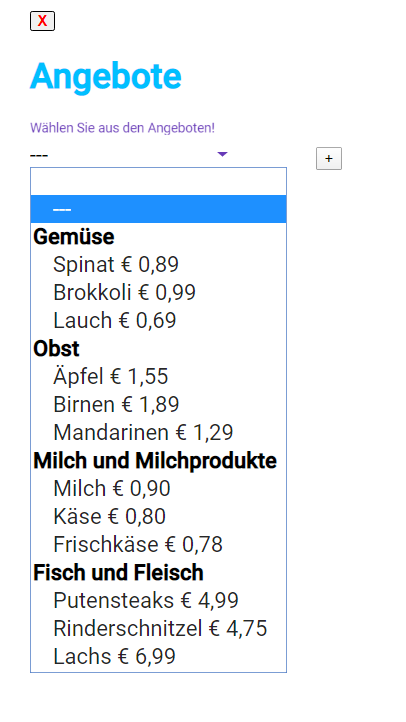 X
Angebote
Wählen Sie aus den Angeboten!
---
+
---
Gemüse
Spinat € 0,89
Brokkoli € 0,99
Lauch € 0,69
Obst
Äpfel € 1,55
Birnen € 1,89
Mandarinen € 1,29
Milch und Milchprodukte
Milch € 0,90
Käse € 0,80
Frischkäse € 0,78
Fisch und Fleisch
Putensteaks € 4,99
Rinderschnitzel € 4,75
Lachs € 6,99